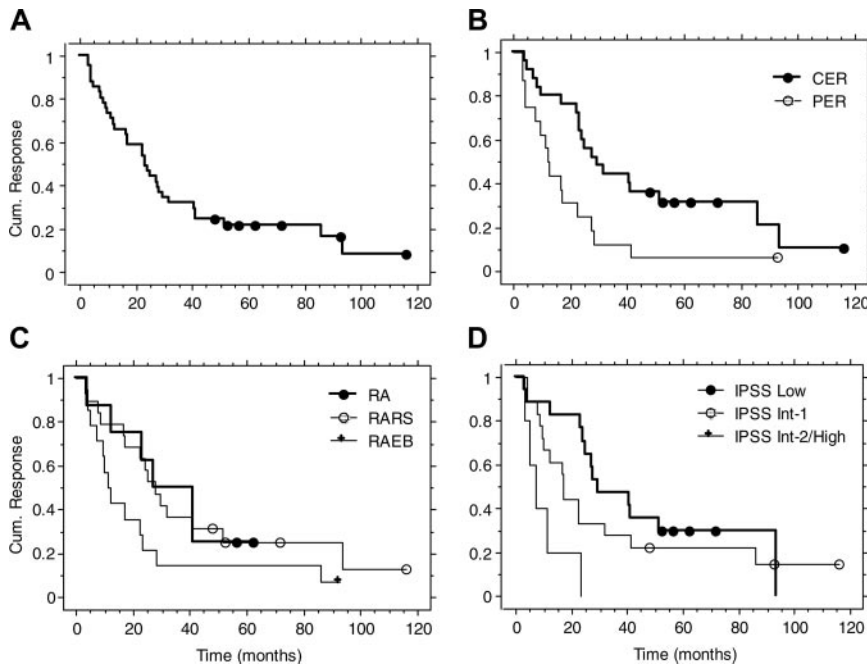 A
Cum. Response
1
0.8
0.6
0.4
0.2
0
0 20 40 60 80 100 120
B
1
0.8
0.6
0.4
0.2
0
CER
PER
0 20 40 60 80 100 120
C
Cum. Response
1
0.8
0.6
0.4
0.2
0
RA
RARS
RAEB
0 20 40 60 80 100 120
Time (months)
D
1
0.8
0.6
0.4
0.2
0
IPSS Low
IPSS Int-1
IPSS Int-2/High
0 20 40 60 80 100 120
Time (months)